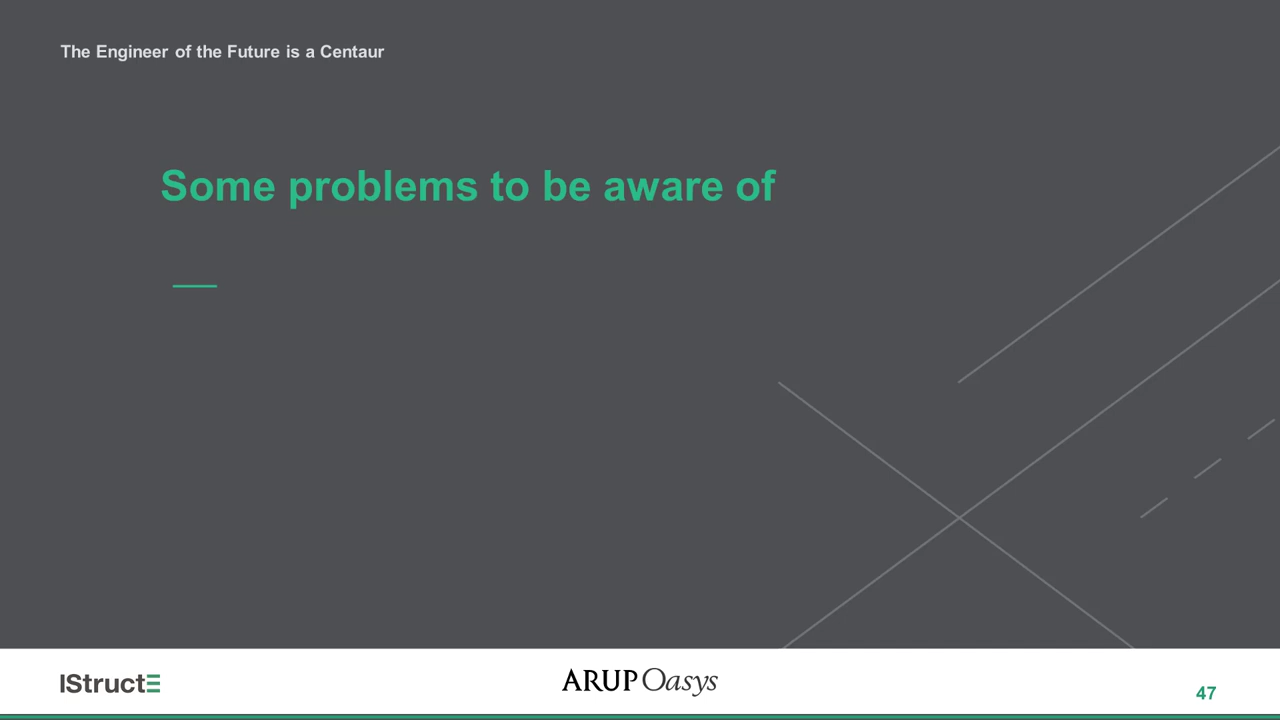 The Engineer of the Future is a Centaur
Some problems to be aware of
IStructE
ARUP Oasys
47